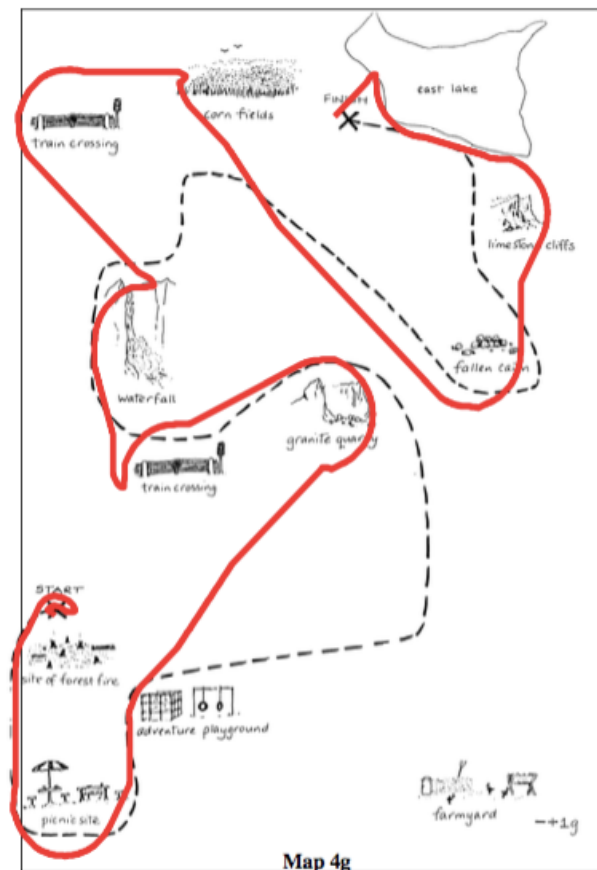 east lake
FINISH
corn fields
train crossing
limestone cliffs
fallen cairn
waterfall
granite quarry
train crossing
START
site of forest fire
adventure playground
picnic site
farmyard
Map 4g